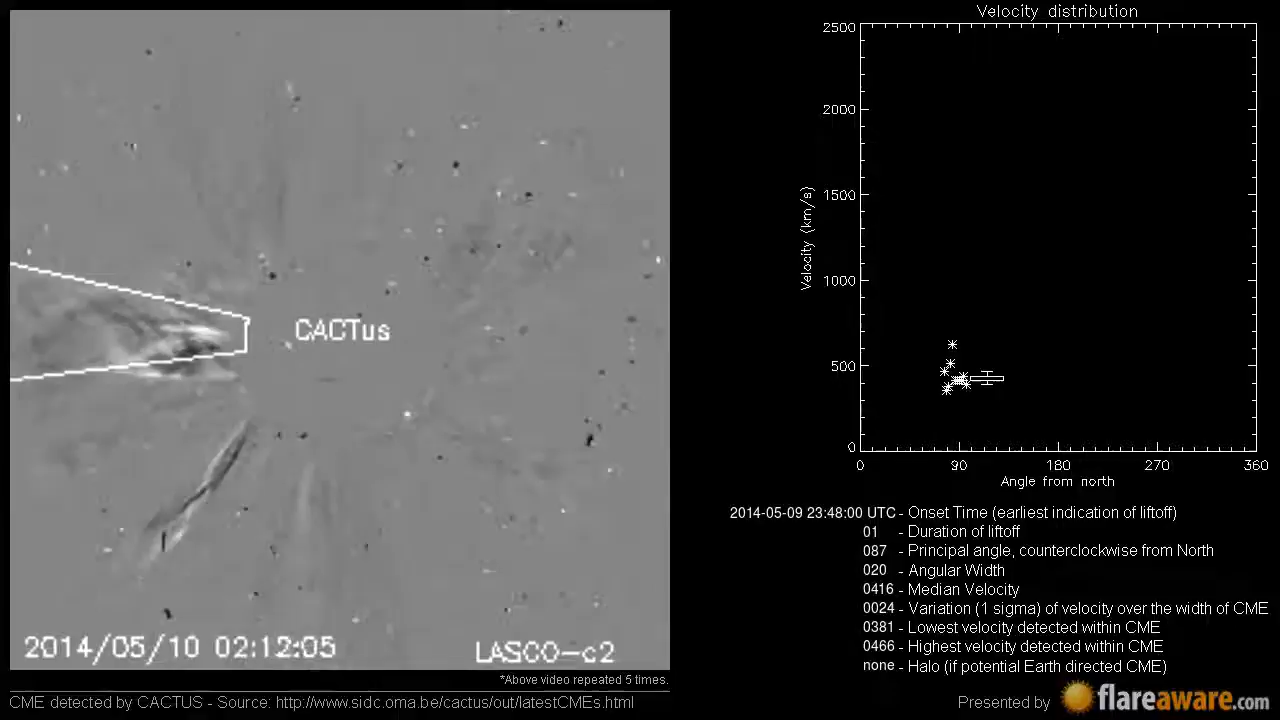 CACTus
2014/05/10 02:12:05
LASCO-c2
*Above video repeated 5 times.
CME detected by CACTUS - Source: http://www.sidc.oma.be/cactus/out/latestCMEs.html
Velocity distribution
2500
2000
1500
1000
500
0
Velocity (km/s)
0 90 180 270 360
Angle from north
2014-05-09 23:48:00 UTC - Onset Time (earliest indication of liftoff)
01 - Duration of liftoff
087 - Principal angle, counterclockwise from North
020 - Angular Width
0416 - Median Velocity
0024 - Variation (1 sigma) of velocity over the width of CME
0381 - Lowest velocity detected within CME
0466 - Highest velocity detected within CME
none - Halo (if potential Earth directed CME)
Presented by flareaware.com